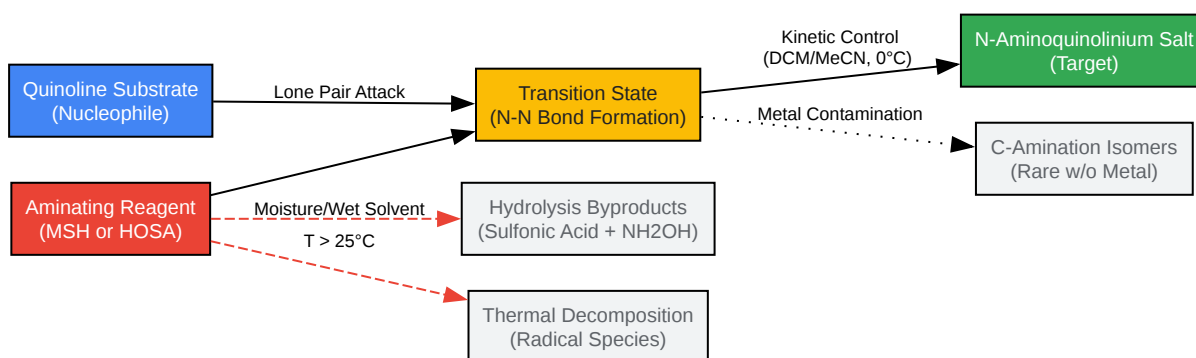 Quinoline Substrate
(Nucleophile)
Lone Pair Attack
Transition State
(N-N Bond Formation)
Kinetic Control
(DCM/MeCN, 0°C)
N-Aminoquinolinium Salt
(Target)
Metal Contamination
C-Amination Isomers
(Rare w/o Metal)
Aminating Reagent
(MSH or HOSA)
Moisture/Wet Solvent
Hydrolysis Byproducts
(Sulfonic Acid + NH2OH)
T > 25°C
Thermal Decomposition
(Radical Species)